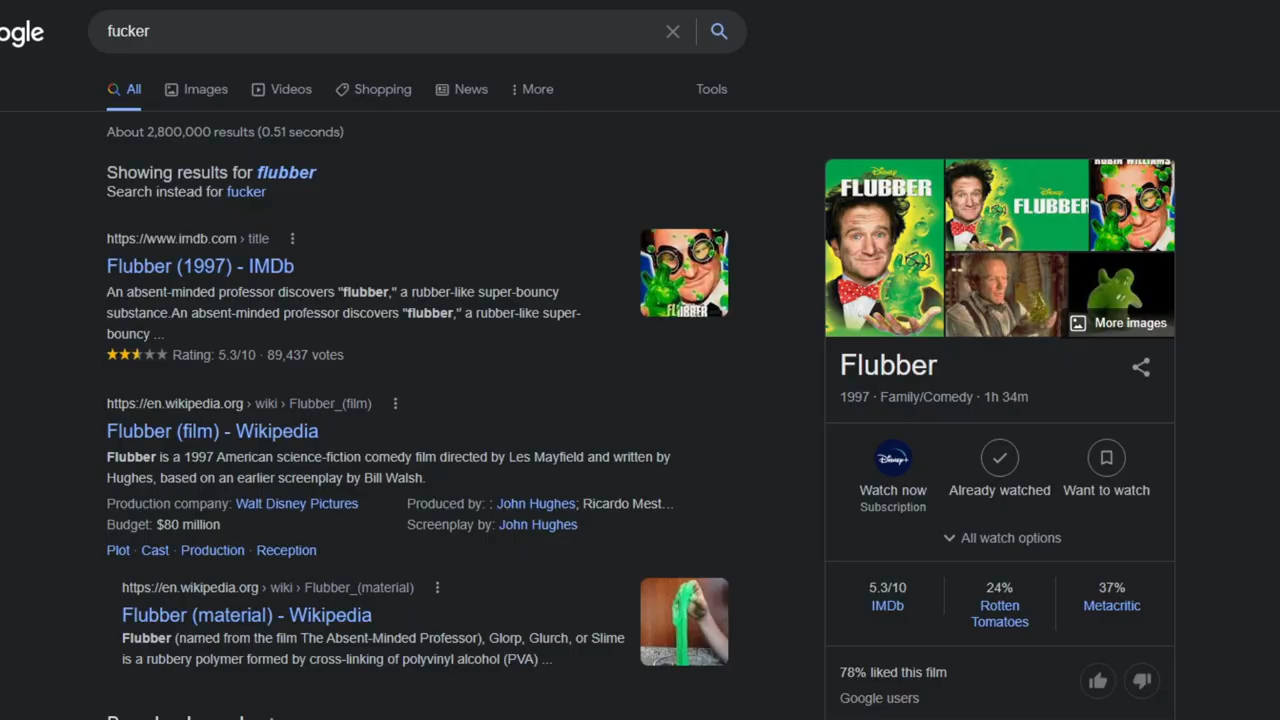 ogle
fucker
All
Images
Videos
Shopping
News
More
Tools
About 2,800,000 results (0.51 seconds)
Showing results for flubber
Search instead for fucker
https://www.imdb.com › title
Flubber (1997) - IMDb
An absent-minded professor discovers "flubber," a rubber-like super-bouncy
substance.An absent-minded professor discovers "flubber," a rubber-like super-
bouncy ...
Rating: 5.3/10 · 89,437 votes
FLUBBER
https://en.wikipedia.org › wiki › Flubber_(film)
Flubber (film) - Wikipedia
Flubber is a 1997 American science-fiction comedy film directed by Les Mayfield and written by
Hughes, based on an earlier screenplay by Bill Walsh.
Production company: Walt Disney Pictures
Produced by: : John Hughes; Ricardo Mest...
Budget: $80 million
Screenplay by: John Hughes
Plot · Cast · Production · Reception
https://en.wikipedia.org › wiki › Flubber_(material)
Flubber (material) - Wikipedia
Flubber (named from the film The Absent-Minded Professor), Glorp, Glurch, or Slime
is a rubbery polymer formed by cross-linking of polyvinyl alcohol (PVA) ...
Disney
FLUBBER
Disney
FLUBBER
ROBIN WILLIAMS
More images
Flubber
1997 · Family/Comedy · 1h 34m
Disney+
Watch now
Subscription
Already watched
Want to watch
All watch options
5.3/10
IMDb
24%
Rotten
Tomatoes
37%
Metacritic
78% liked this film
Google users